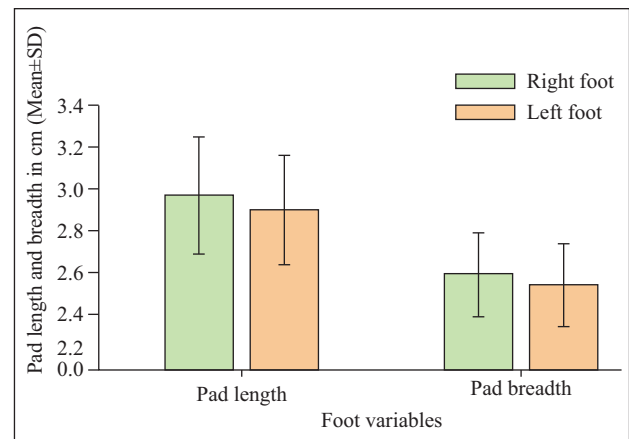 Pad length and breadth in cm (Mean±SD)
Right foot
Left foot
3.4
3.2
3.0
2.8
2.6
2.4
2.2
0.0
Pad length
Pad breadth
Foot variables